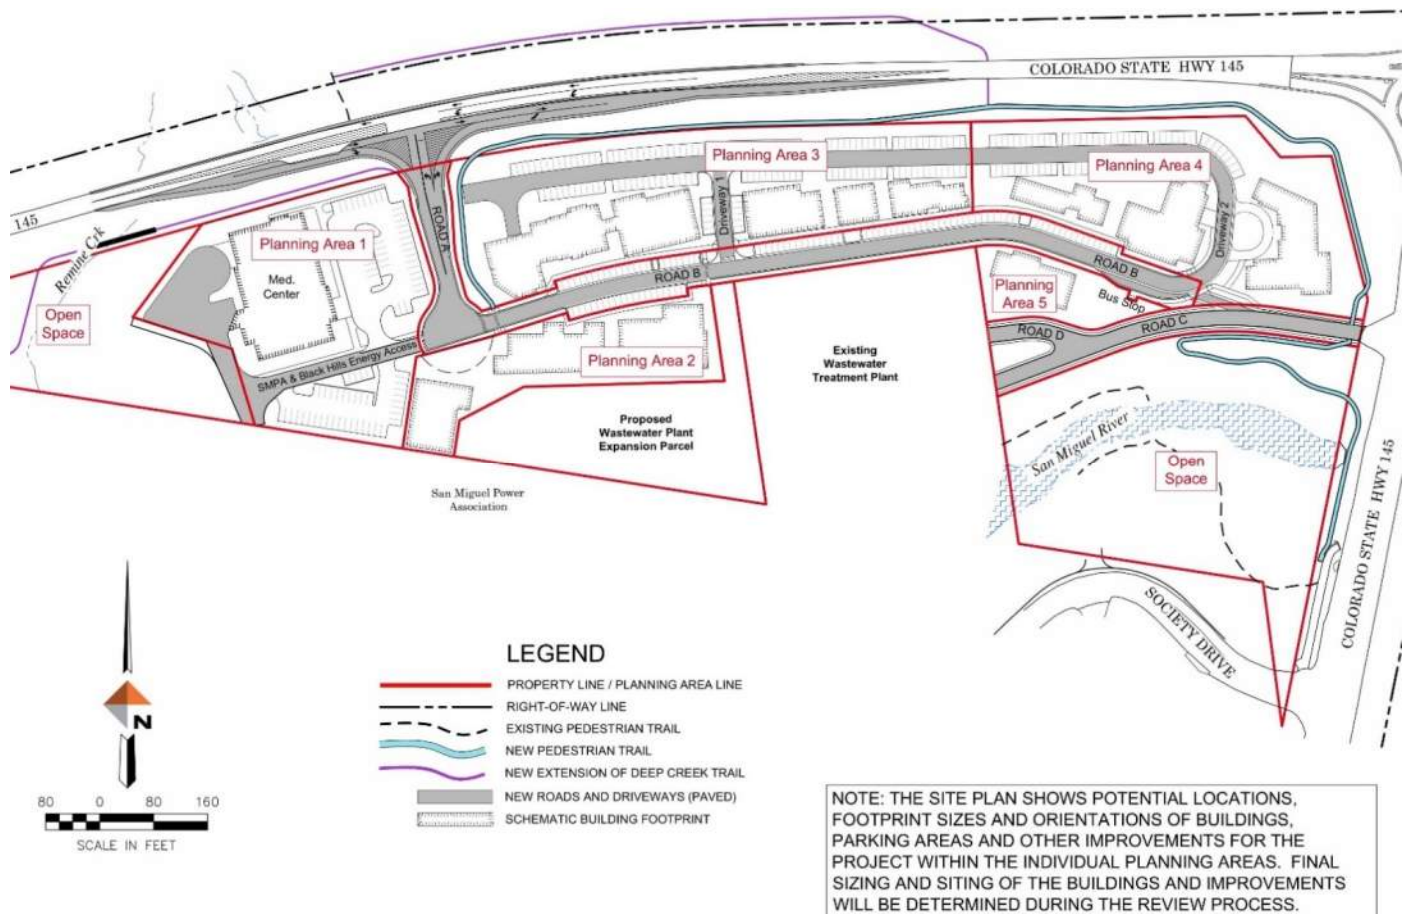 COLORADO STATE HWY 145
Planning Area 3
Planning Area 4
145
Remine Crk
Planning Area 1
ROAD A
Driveway 1
Driveway 2
Med.
Center
ROAD B
ROAD B
Open
Space
Planning
Area 5
Bus Stop
ROAD D
ROAD C
SMPA & Black Hills Energy Access
Planning Area 2
Existing
Wastewater
Treatment Plant
Proposed
Wastewater Plant
Expansion Parcel
San Miguel River
Open
Space
San Miguel Power
Association
COLORADO STATE HWY 145
SOCIETY DRIVE
N
80 0 80 160
SCALE IN FEET
LEGEND
PROPERTY LINE / PLANNING AREA LINE
RIGHT-OF-WAY LINE
EXISTING PEDESTRIAN TRAIL
NEW PEDESTRIAN TRAIL
NEW EXTENSION OF DEEP CREEK TRAIL
NEW ROADS AND DRIVEWAYS (PAVED)
SCHEMATIC BUILDING FOOTPRINT
NOTE: THE SITE PLAN SHOWS POTENTIAL LOCATIONS,
FOOTPRINT SIZES AND ORIENTATIONS OF BUILDINGS,
PARKING AREAS AND OTHER IMPROVEMENTS FOR THE
PROJECT WITHIN THE INDIVIDUAL PLANNING AREAS. FINAL
SIZING AND SITING OF THE BUILDINGS AND IMPROVEMENTS
WILL BE DETERMINED DURING THE REVIEW PROCESS.